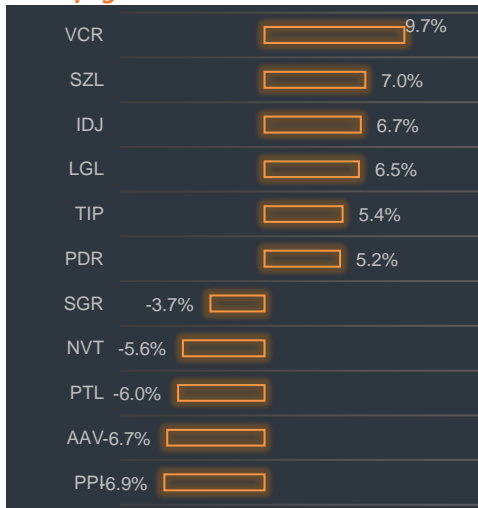 VCR 9.7%
SZL 7.0%
IDJ 6.7%
LGL 6.5%
TIP 5.4%
PDR 5.2%
SGR -3.7%
NVT -5.6%
PTL -6.0%
AAV -6.7%
PPI -6.9%